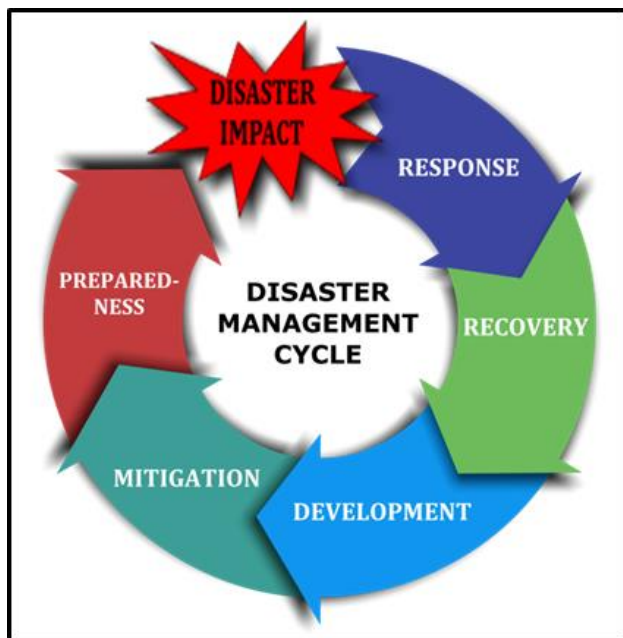 DISASTER
IMPACT
RESPONSE
RECOVERY
DEVELOPMENT
MITIGATION
PREPARED-
NESS
DISASTER
MANAGEMENT
CYCLE